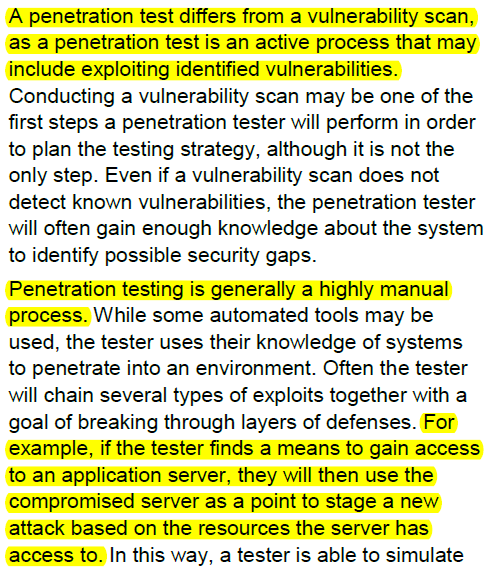 A penetration test differs from a vulnerability scan,
as a penetration test is an active process that may
include exploiting identified vulnerabilities.
Conducting a vulnerability scan may be one of the
first steps a penetration tester will perform in order
to plan the testing strategy, although it is not the
only step. Even if a vulnerability scan does not
detect known vulnerabilities, the penetration tester
will often gain enough knowledge about the system
to identify possible security gaps.
Penetration testing is generally a highly manual
process. While some automated tools may be
used, the tester uses their knowledge of systems
to penetrate into an environment. Often the tester
will chain several types of exploits together with a
goal of breaking through layers of defenses. For
example, if the tester finds a means to gain access
to an application server, they will then use the
compromised server as a point to stage a new
attack based on the resources the server has
access to. In this way, a tester is able to simulate